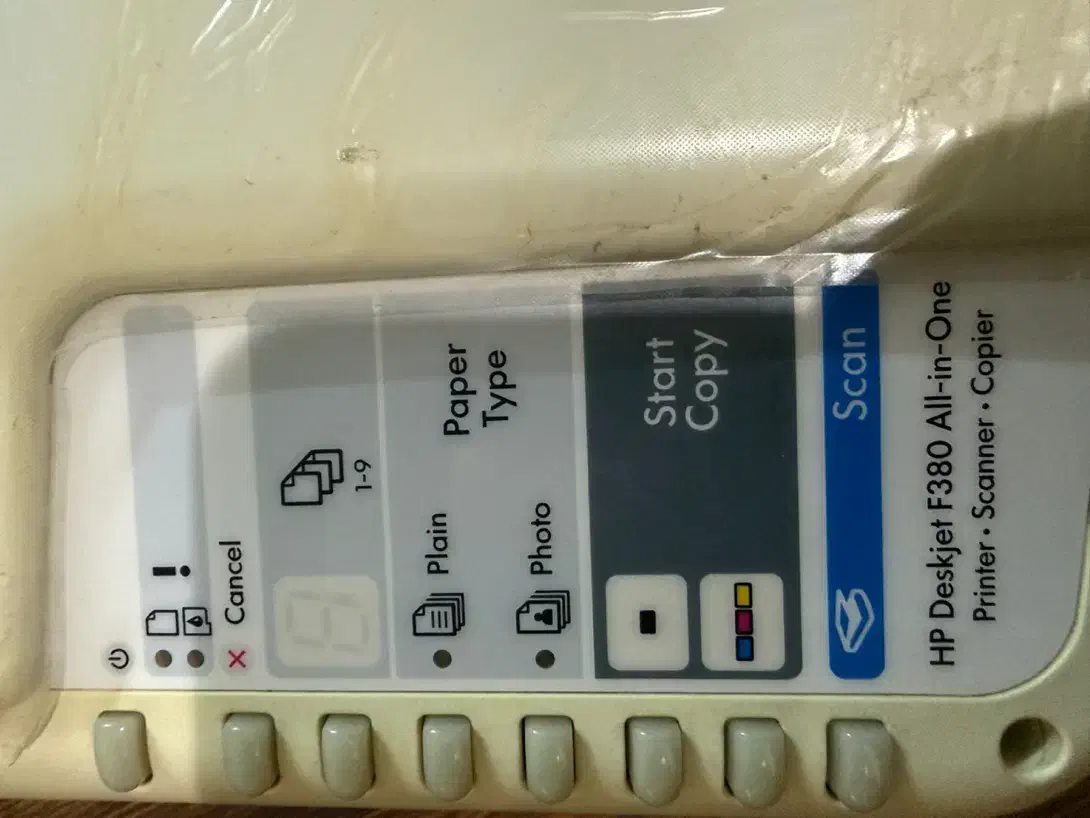 Cancel
1-9
Plain
Photo
Paper
Type
Start
Copy
Scan
HP Deskjet F380 All-in-One
Printer • Scanner • Copier